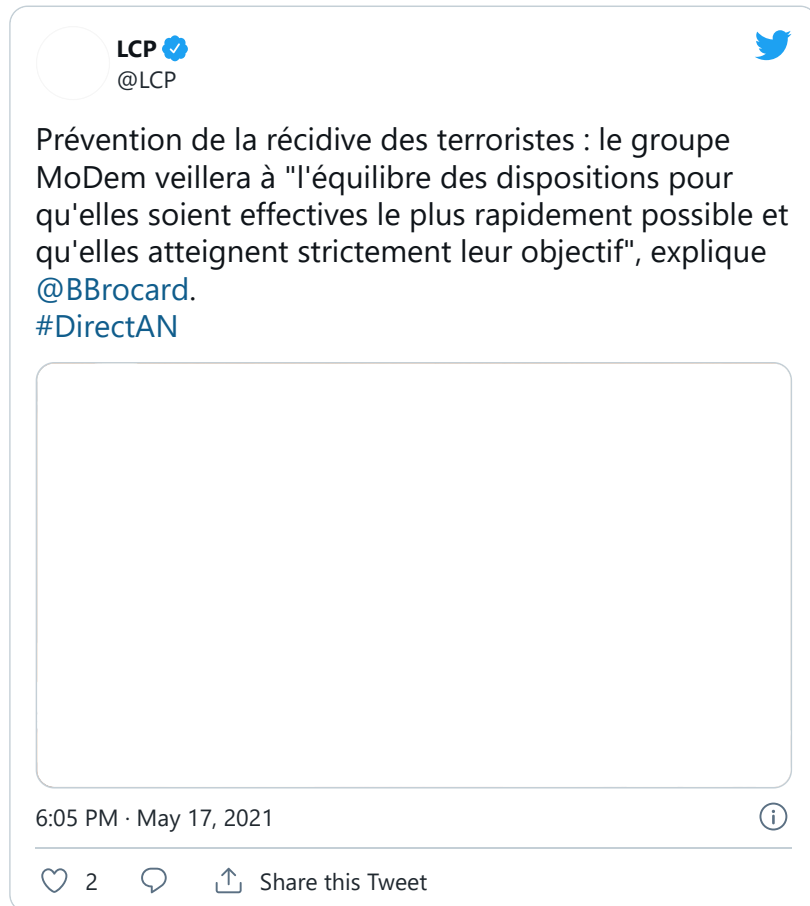 LCP
@LCP
Prévention de la récidive des terroristes : le groupe
MoDem veillera à "l'équilibre des dispositions pour
qu'elles soient effectives le plus rapidement possible et
qu'elles atteignent strictement leur objectif", explique
@BBrocard.
#DirectAN
6:05 PM · May 17, 2021
2 Share this Tweet